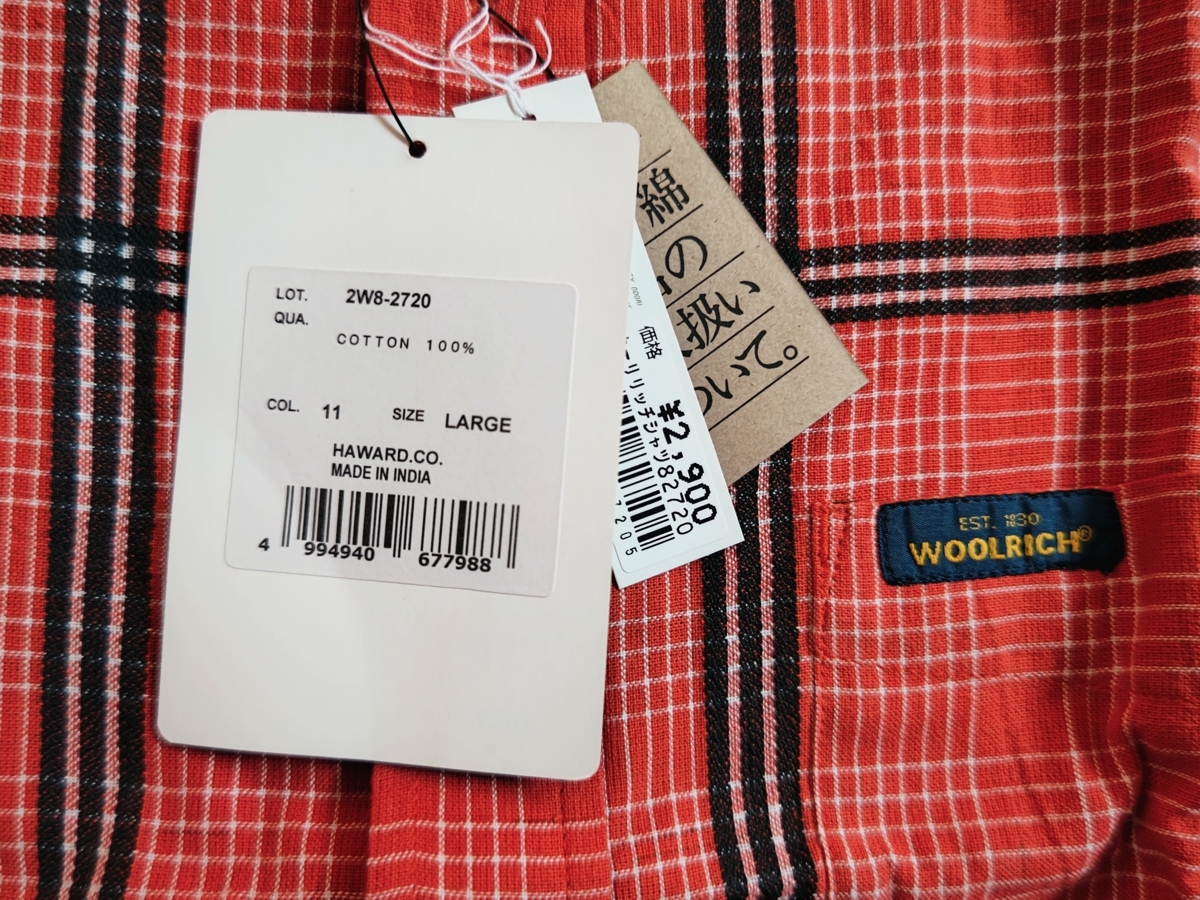 LOT. 2W8-2720
QUA.
COTTON 100%
COL. 11 SIZE LARGE
HAWARD.CO.
MADE IN INDIA
4 994940 677988
価格
¥2,900
リリッチシャツ82720
7205
綿
の
扱い
いて。
EST. 1830
WOOLRICH®